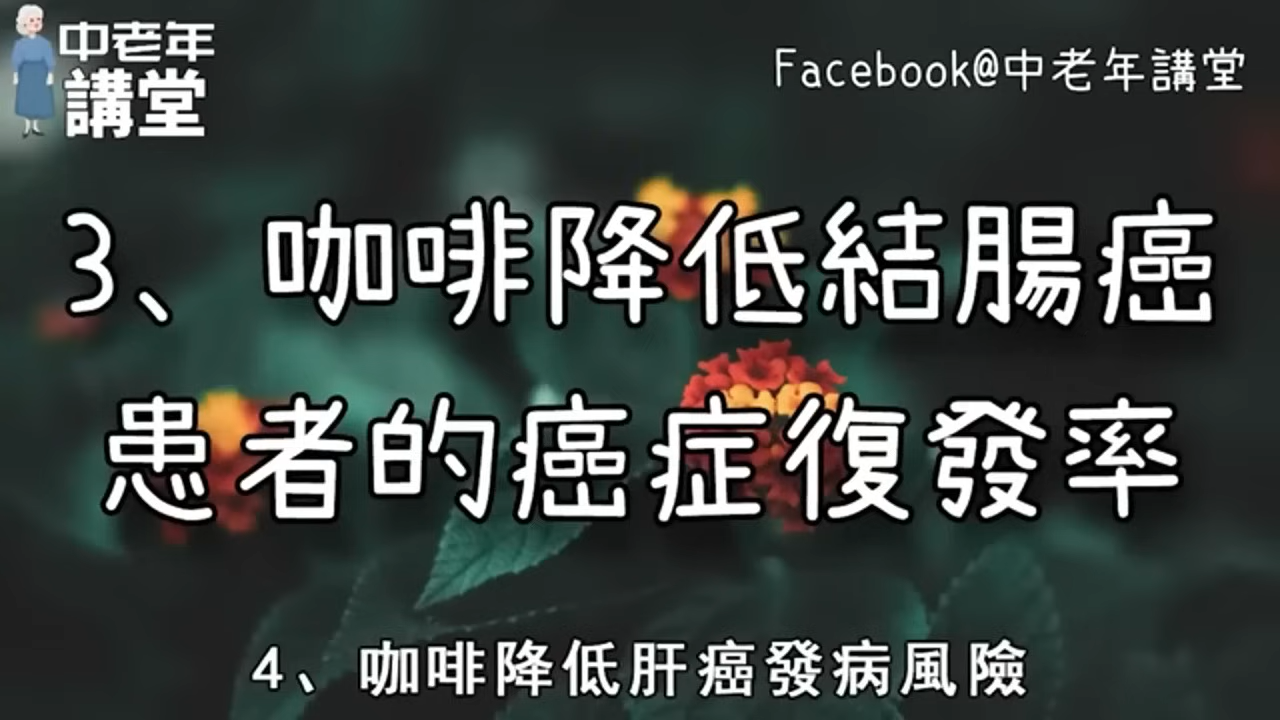 中老年
講堂
Facebook@中老年講堂
3、咖啡降低結腸癌
患者的癌症復發率
4、咖啡降低肝癌發病風險